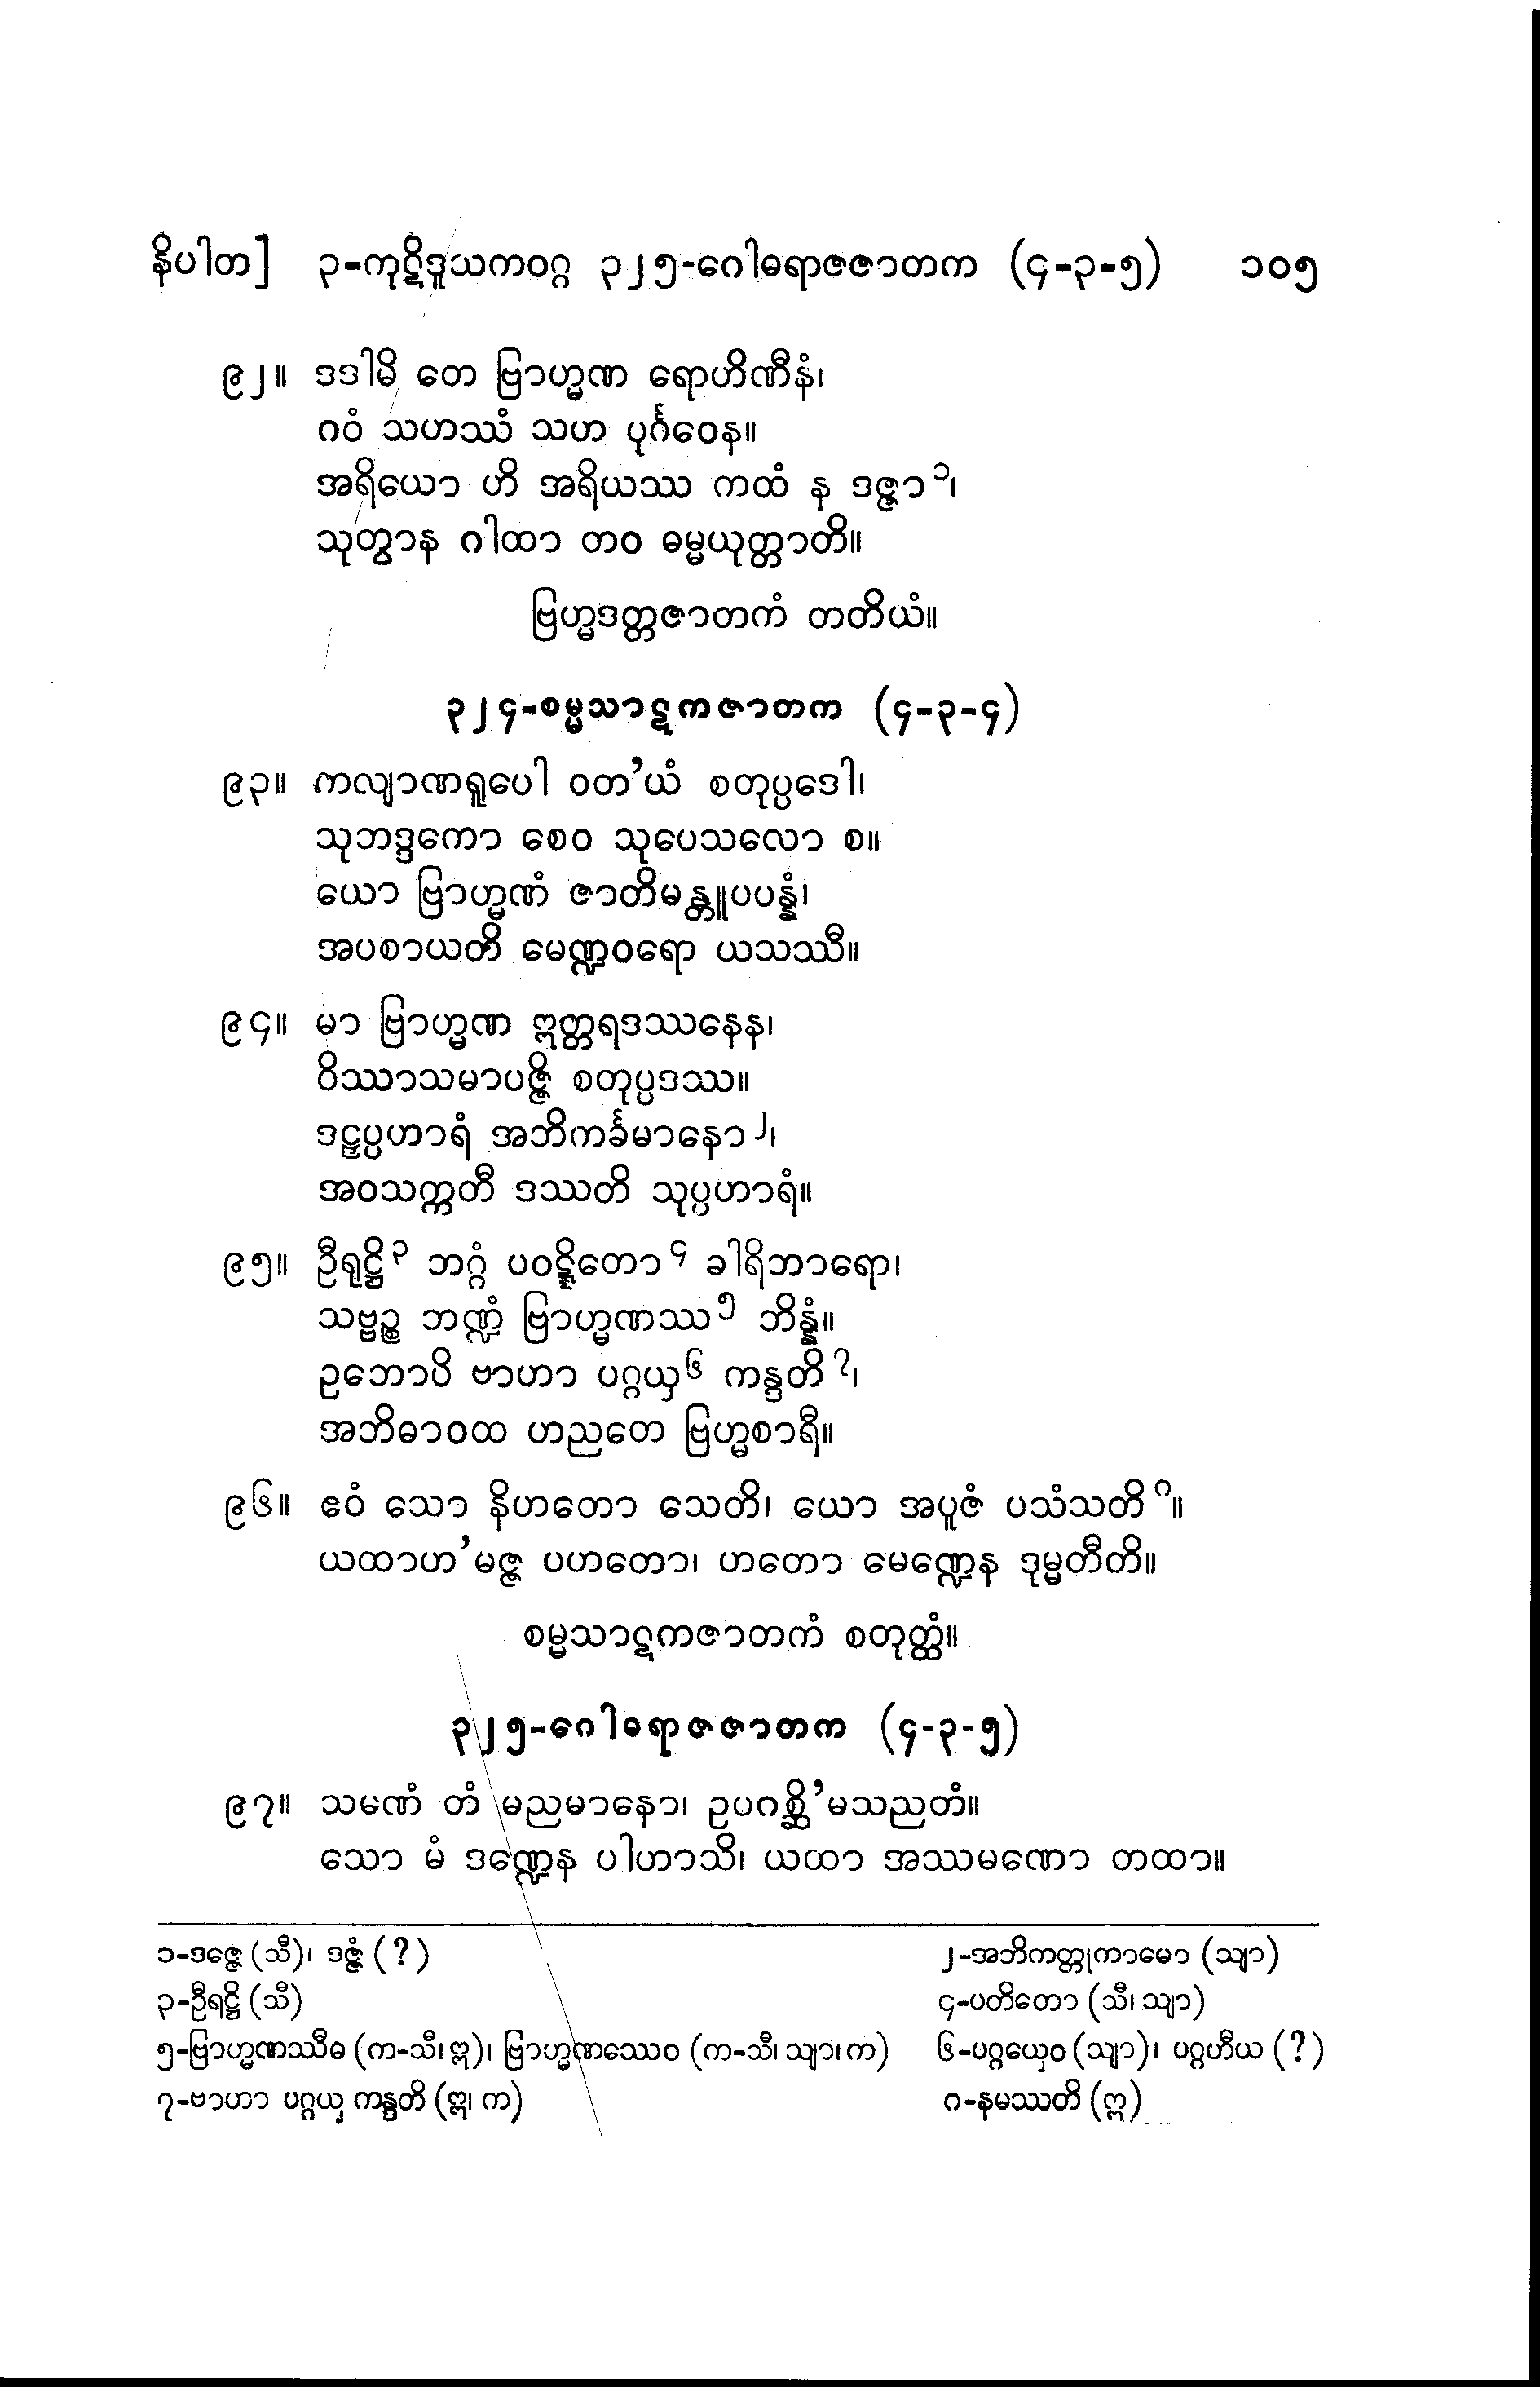 နိပါတ] ၃-ကုဋိဒူသကဝဂ္ဂ ၃၂၅-ဂေါဓရာဇဇာတက (၄-၃-၅) ၁၀၅
၉၂။ ဒဒါမိ တေ ဗြာဟ္မဏ ရောဟိဏီနံ၊
ဂဝံ သဟဿံ သဟ ပုင်္ဂဝေန။
အရိယော ဟိ အရိယဿ ကထံ န ဒဇ္ဇာ ၁၊
သုတွာန ဂါထာ တဝ ဓမ္မယုတ္တာတိ။
ဗြဟ္မဒတ္တဇာတကံ တတိယံ။
၃၂၄-စမ္မသာဋကဇာတက (၄-၃-၄)
၉၃။ ကလျာဏရူပေါ ဝတ’ယံ စတုပ္ပဒေါ၊
သုဘဒ္ဒကော စေဝ သုပေသလော စ။
ယော ဗြာဟ္မဏံ ဇာတိမန္တူပပန္နံ၊
အပစာယတိ မေဏ္ဍဝရော ယသဿီ။
၉၄။ မာ ဗြာဟ္မဏ ဣတ္တရဒဿနေန၊
ဝိဿာသမာပဇ္ဇိ စတုပ္ပဒဿ။
ဒဠှပ္ပဟာရံ အဘိကင်္ခမာနော ၂၊
အဝသက္ကတီ ဒဿတိ သုပ္ပဟာရံ။
၉၅။ ဦရုဋ္ဌိ ၃ ဘဂ္ဂံ ပဝဋ္ဋိတော ၄ ခါရိဘာရော၊
သဗ္ဗဉ္စ ဘဏ္ဍံ ဗြာဟ္မဏဿ ၅ ဘိန္နံ။
ဥဘောပိ ဗာဟာ ပဂ္ဂယှ ၆ ကန္ဒတိ ၇၊
အဘိဓာဝထ ဟညတေ ဗြဟ္မစာရီ။
၉၆။ ဧဝံ သော နိဟတော သေတိ၊ ယော အပူဇံ ပသံသတိ ၈။
ယထာဟ’မဇ္ဇ ပဟတော၊ ဟတော မေဏ္ဍေန ဒုမ္မတီတိ။
စမ္မသာဋကဇာတကံ စတုတ္ထံ။
၃၂၅-ဂေါဓရာဇဇာတက (၄-၃-၅)
၉၇။ သမဏံ တံ မညမာနော၊ ဥပဂစ္ဆိ’မသညတံ။
သော မံ ဒဏ္ဍေန ပါဟာသိ၊ ယထာ အဿမဏော တထာ။
၁-ဒဇ္ဇေ (သီ)၊ ဒဇ္ဇံ (?) ၂-အဘိကတ္တုကာမော (သျာ)
၃-ဦရဋ္ဌိ (သီ) ၄-ပတိတော (သီ၊ သျာ)
၅-ဗြာဟ္မဏဿီဓ (က-သီ၊ ဣ)၊ ဗြာဟ္မဏဿေဝ (က-သီ၊ သျာ၊ က) ၆-ပဂ္ဂယှေဝ (သျာ)၊ ပဂ္ဂဟီယ (?)
၇-ဗာဟာ ပဂ္ဂယှ ကန္ဒတိ (ဣ၊ က) ၈-နမဿတိ (ဣ)